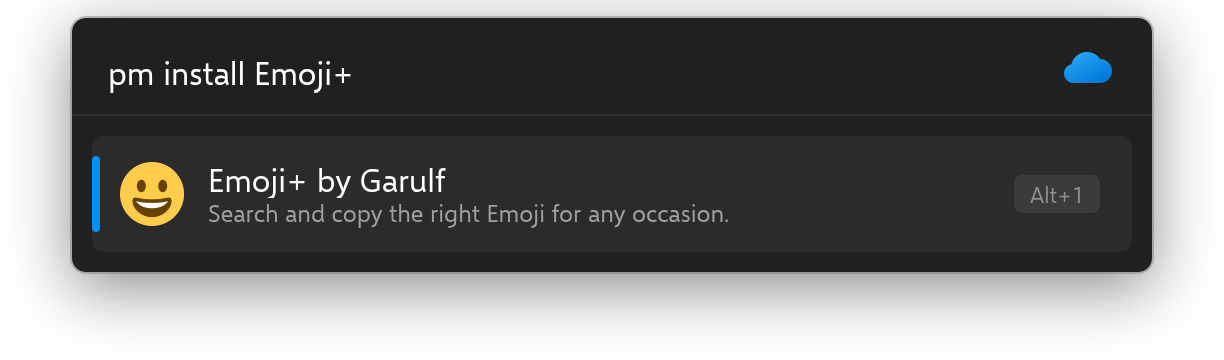 pm install Emoji+
Emoji+ by Garulf
Search and copy the right Emoji for any occasion.
Alt+1